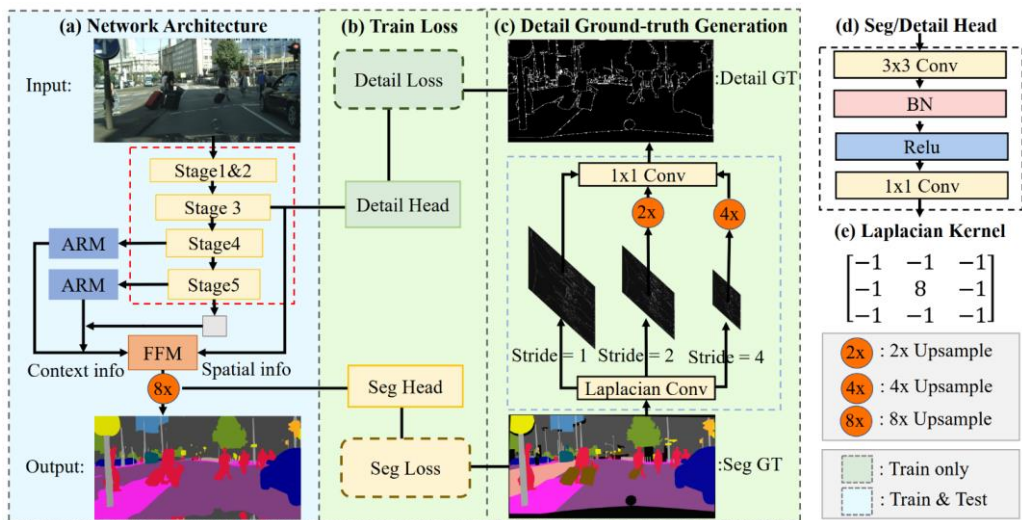 (a) Network Architecture
Input:
Stage1&2
Stage 3
ARM
Stage4
ARM
Stage5
FFM
Context info
Spatial info
8x
Output:
(b) Train Loss
Detail Loss
Detail Head
Seg Head
Seg Loss
(c) Detail Ground-truth Generation
:Detail GT
1x1 Conv
2x
4x
Stride = 1
Stride = 2
Stride = 4
Laplacian Conv
:Seg GT
(d) Seg/Detail Head
3x3 Conv
BN
Relu
1x1 Conv
(e) Laplacian Kernel
−1 −1 −1
−1 8 −1
−1 −1 −1
2x : 2x Upsample
4x : 4x Upsample
8x : 8x Upsample
: Train only
: Train & Test